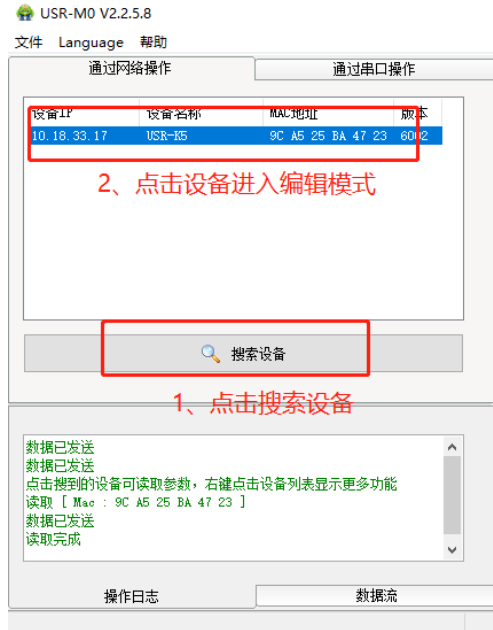 USR-M0 V2.2.5.8
文件 Language 帮助
通过网络操作 通过串口操作
设备IP 设备名称 MAC地址 版本
10.18.33.17 USR-K5 9C A5 25 BA 47 23 6002
2、点击设备进入编辑模式
搜索设备
1、点击搜索设备
数据已发送
数据已发送
点击搜到的设备可读取参数，右键点击设备列表显示更多功能
读取 [ Mac : 9C A5 25 BA 47 23 ]
数据已发送
读取完成
操作日志 数据流